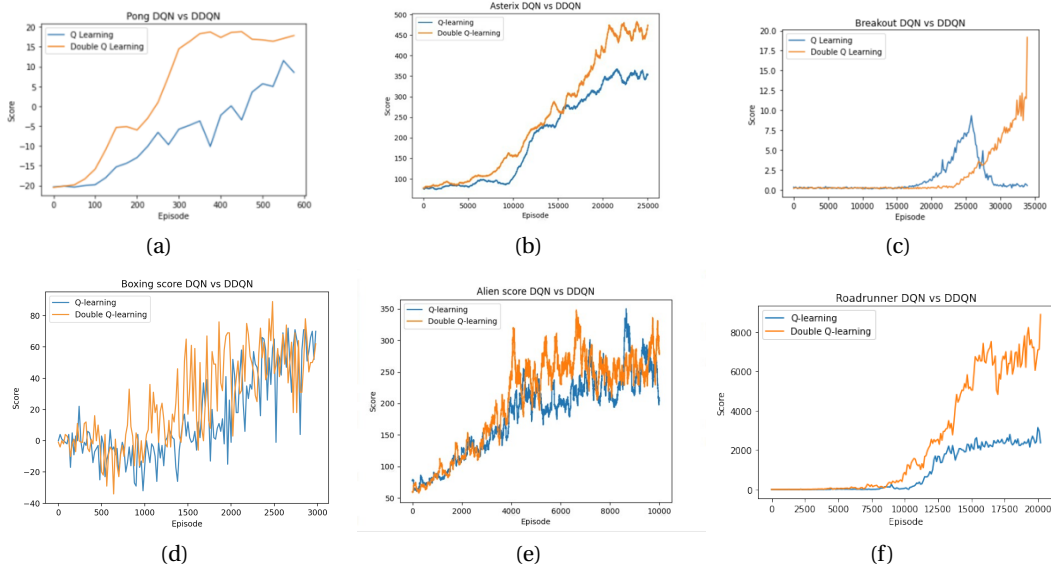 Pong DQN vs DDQN
Q Learning
Double Q Learning
Score
20
15
10
5
0
−5
−10
−15
−20
0 100 200 300 400 500 600
Episode
(a)
Asterix DQN vs DDQN
Q-learning
Double Q-learning
Score
500
450
400
350
300
250
200
150
100
0 5000 10000 15000 20000 25000
Episode
(b)
Breakout DQN vs DDQN
Q Learning
Double Q Learning
Score
20.0
17.5
15.0
12.5
10.0
7.5
5.0
2.5
0.0
0 5000 10000 15000 20000 25000 30000 35000
Episode
(c)
Boxing score DQN vs DDQN
Q-learning
Double Q-learning
Score
80
60
40
20
0
−20
−40
0 500 1000 1500 2000 2500 3000
Episode
(d)
Alien score DQN vs DDQN
Q-learning
Double Q-learning
Score
350
300
250
200
150
100
50
0 2000 4000 6000 8000 10000
Episode
(e)
Roadrunner DQN vs DDQN
Q-learning
Double Q-learning
Score
8000
6000
4000
2000
0
0 2500 5000 7500 10000 12500 15000 17500 20000
Episode
(f)